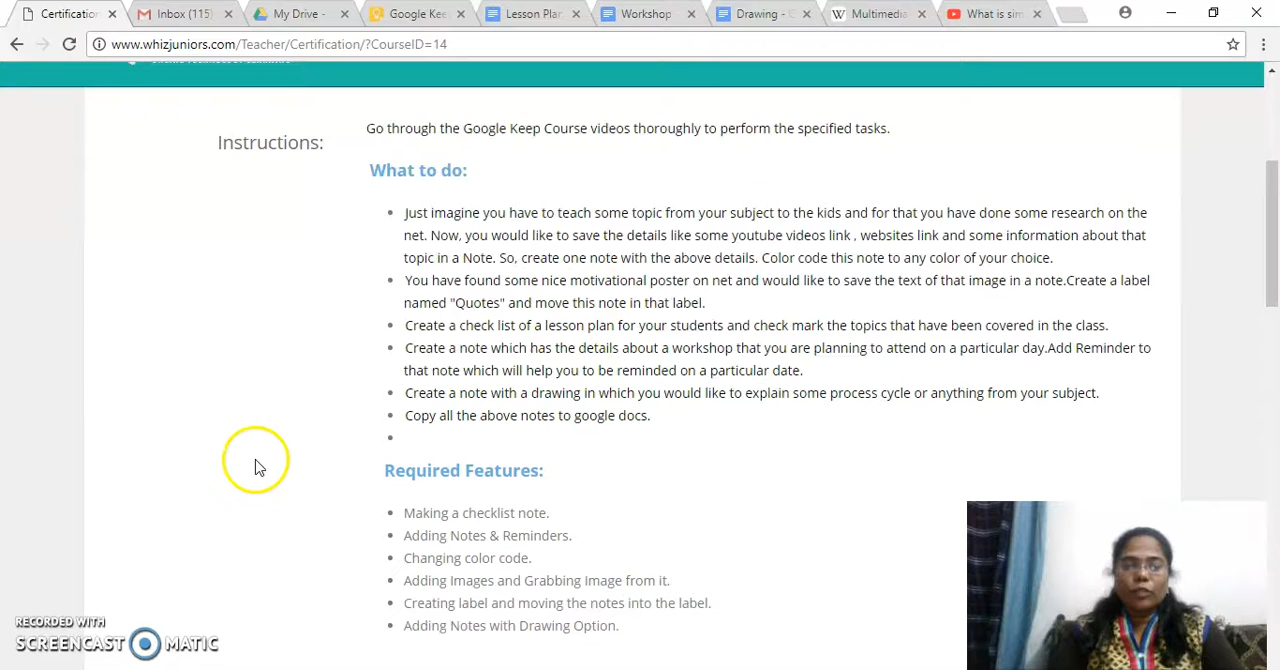 Certification
Inbox (115)
My Drive -
Google Kee
Lesson Plan
Workshop
Drawing - G
Multimedia
What is sim
www.whizjuniors.com/Teacher/Certification/?CourseID=14
Go through the Google Keep Course videos thoroughly to perform the specified tasks.
Instructions:
What to do:
Just imagine you have to teach some topic from your subject to the kids and for that you have done some research on the
net. Now, you would like to save the details like some youtube videos link , websites link and some information about that
topic in a Note. So, create one note with the above details. Color code this note to any color of your choice.
You have found some nice motivational poster on net and would like to save the text of that image in a note.Create a label
named "Quotes" and move this note in that label.
Create a check list of a lesson plan for your students and check mark the topics that have been covered in the class.
Create a note which has the details about a workshop that you are planning to attend on a particular day.Add Reminder to
that note which will help you to be reminded on a particular date.
Create a note with a drawing in which you would like to explain some process cycle or anything from your subject.
Copy all the above notes to google docs.
Required Features:
Making a checklist note.
Adding Notes & Reminders.
Changing color code.
Adding Images and Grabbing Image from it.
Creating label and moving the notes into the label.
Adding Notes with Drawing Option.
RECORDED WITH
SCREENCAST MATIC